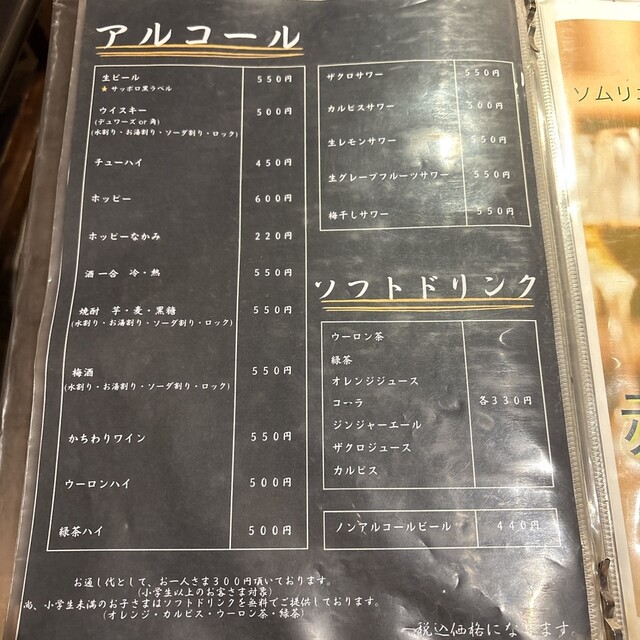 アルコール
生ビール 550円
★サッポロ黒ラベル
ウイスキー 500円
(デュワーズ or 角)
(水割り・お湯割り・ソーダ割り・ロック)
チューハイ 450円
ホッピー 600円
ホッピーなかみ 220円
酒一合 冷・熱 550円
焼酎 芋・麦・黒糖 550円
(水割り・お湯割り・ソーダ割り・ロック)
梅酒 550円
(水割り・お湯割り・ソーダ割り・ロック)
かちわりワイン 550円
ウーロンハイ 500円
緑茶ハイ 500円
ザクロサワー 550円
カルピスサワー 500円
生レモンサワー 550円
生グレープフルーツサワー 550円
梅干しサワー 550円
ソフトドリンク
ウーロン茶
緑茶
オレンジジュース
コーラ 各330円
ジンジャーエール
ザクロジュース
カルピス
ノンアルコールビール 440円
お通し代として、お一人さま300円頂いております。
(小学生以上のお客さま対象)
尚、小学生未満のお子さまはソフトドリンクを無料でご提供しております。
(オレンジ・カルピス・ウーロン茶・緑茶)
税込価格になります。
ソムリエ